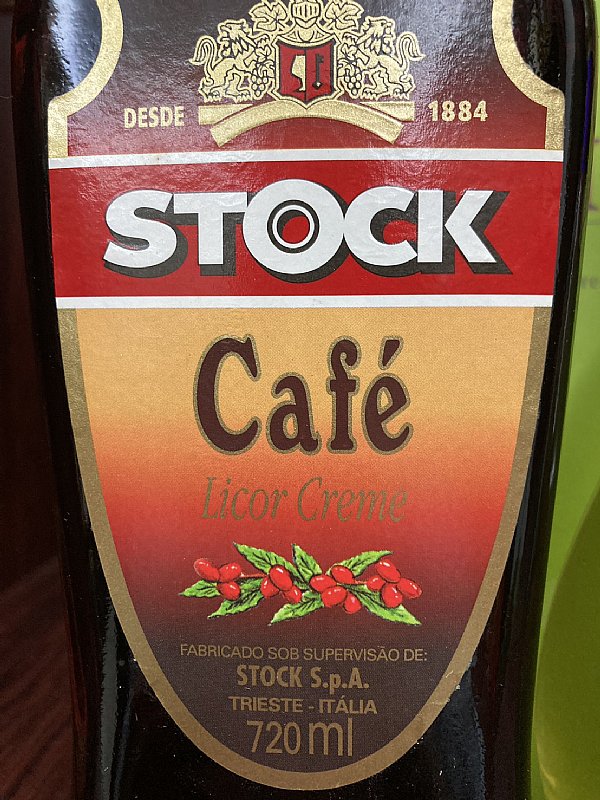 DESDE 1884
STOCK
Café
Licor Creme
FABRICADO SOB SUPERVISÃO DE:
STOCK S.p.A.
TRIESTE - ITÁLIA
720 ml